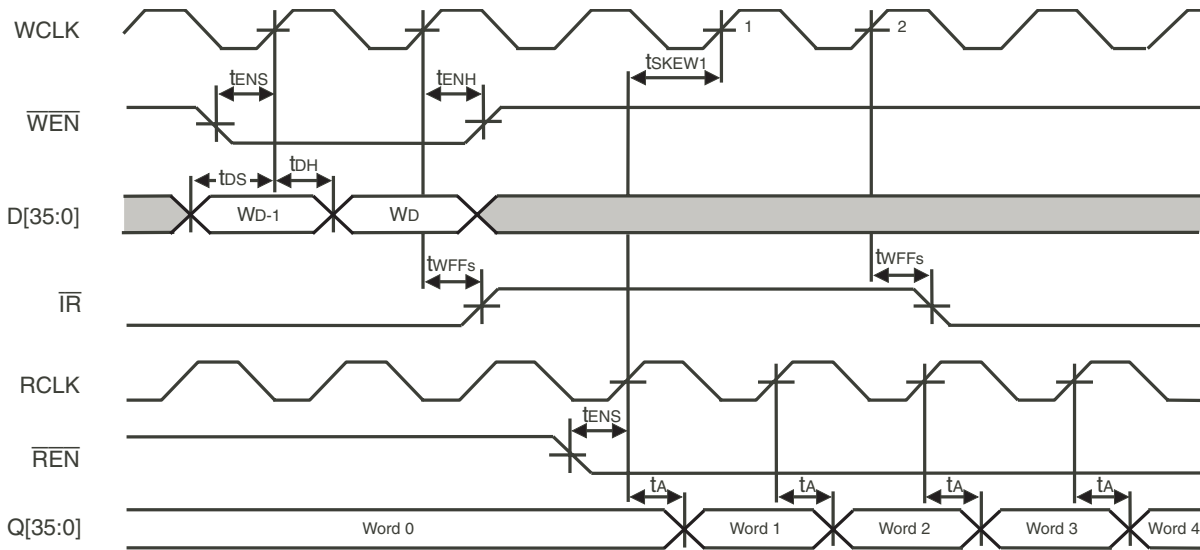 WCLK
1
2
tSKEW1
tENS
tENH
WEN
tDS
tDH
D[35:0]
WD-1
WD
tWFFs
tWFFs
IR
RCLK
tENS
REN
tA
tA
tA
tA
Q[35:0]
Word 0
Word 1
Word 2
Word 3
Word 4